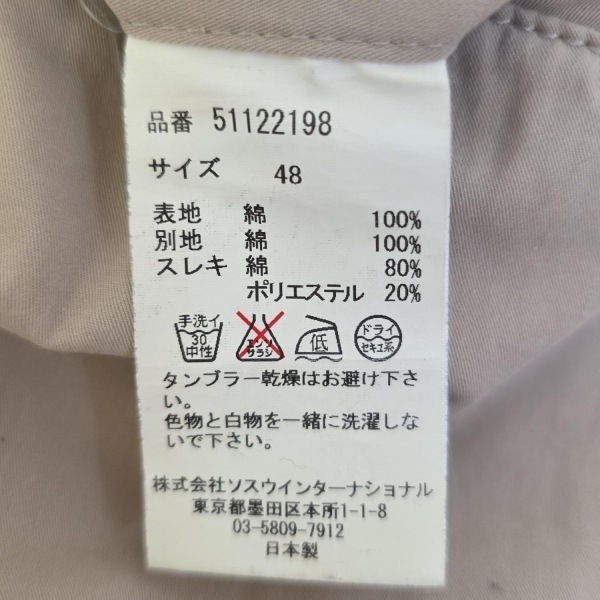 品番 51122198
サイズ 48
表地 綿 100%
別地 綿 100%
スレキ 綿 80%
ポリエステル 20%
手洗イ
30
中性
エンソ
サラシ
低
ドライ
セキユ系
タンブラー乾燥はお避け下さ
い。
色物と白物を一緒に洗濯しな
いで下さい。
株式会社ソスウインターナショナル
東京都墨田区本所1-1-8
03-5809-7912
日本製